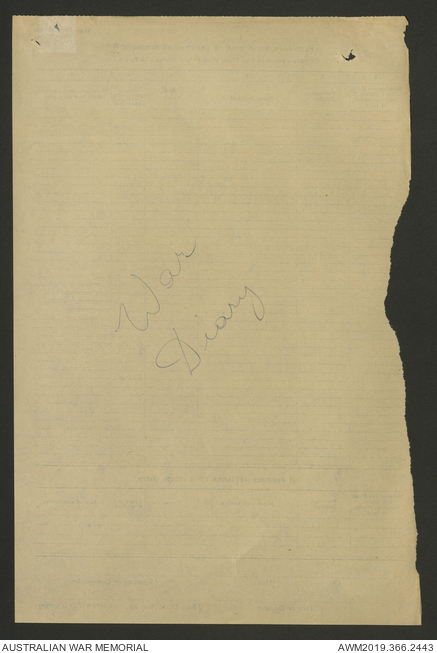 War
Diary
AUSTRALIAN WAR MEMORIAL
AWM2019.366.2443